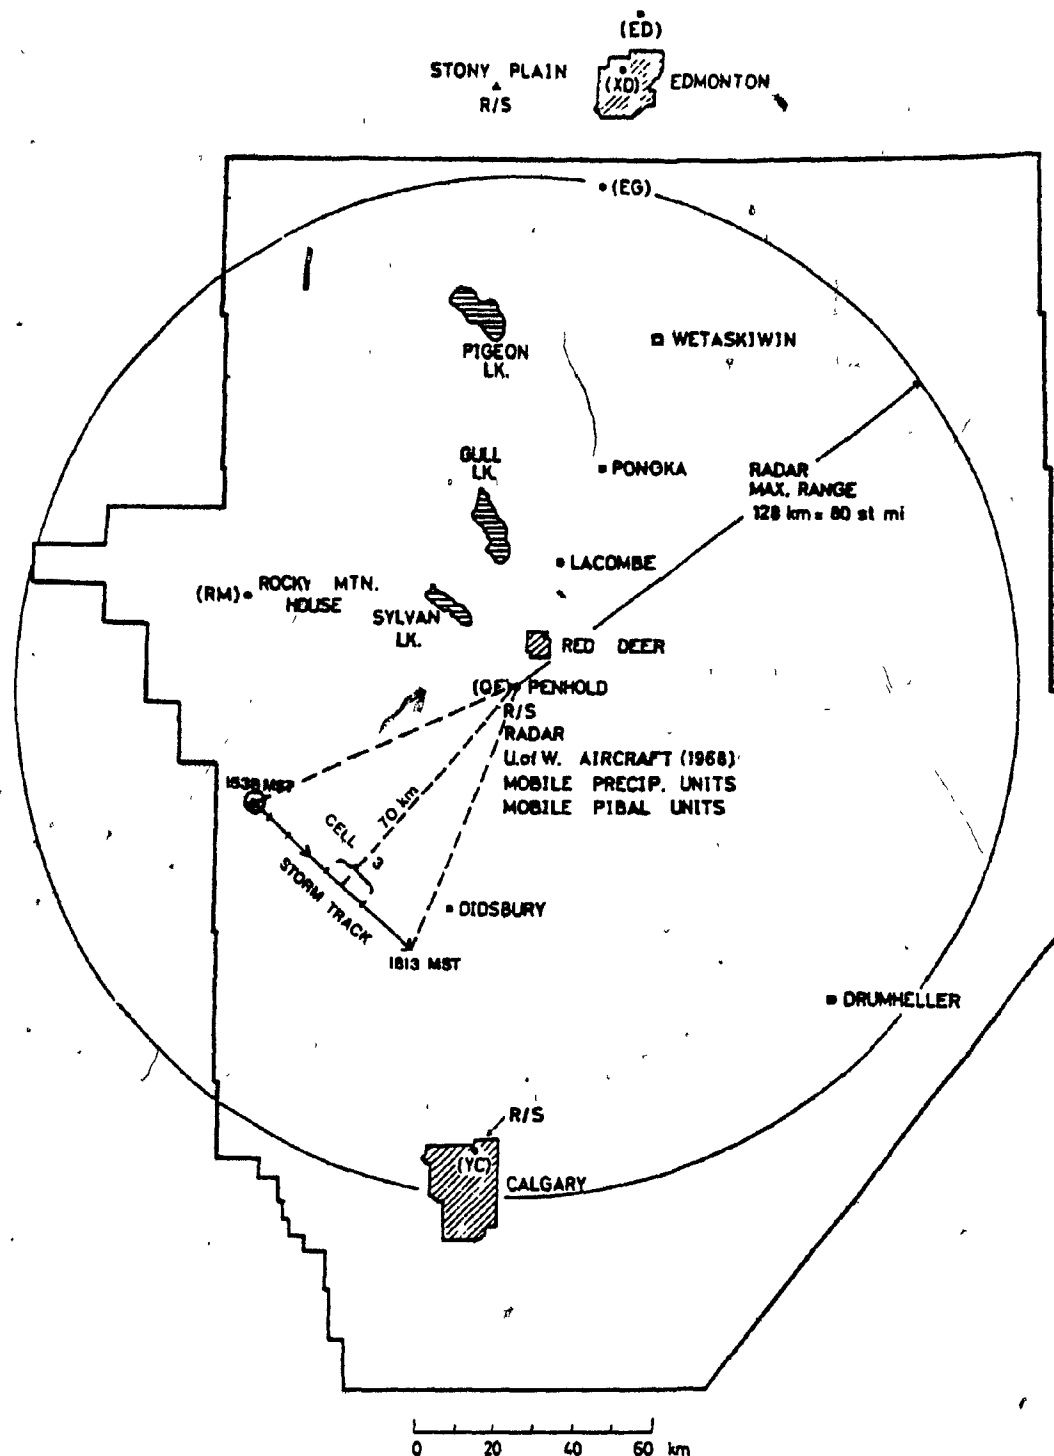 (ED)
STONY PLAIN
R/S
(XD)
EDMONTON
(EG)
PIGEON
LK.
WETASKIWIN
GULL
LK.
PONOKA
RADAR
MAX. RANGE
128 km = 80 st mi
LACOMBE
(RM)
ROCKY MTN.
HOUSE
SYLVAN
LK.
RED DEER
PENHOLD
R/S
RADAR
U.of W. AIRCRAFT (1968)
MOBILE PRECIP. UNITS
MOBILE PIBAL UNITS
MST
70 km
CELL 3
STORM TRACK
DIDSBURY
1613 MST
DRUMHELLER
R/S
(YC)
CALGARY
0 20 40 60 km